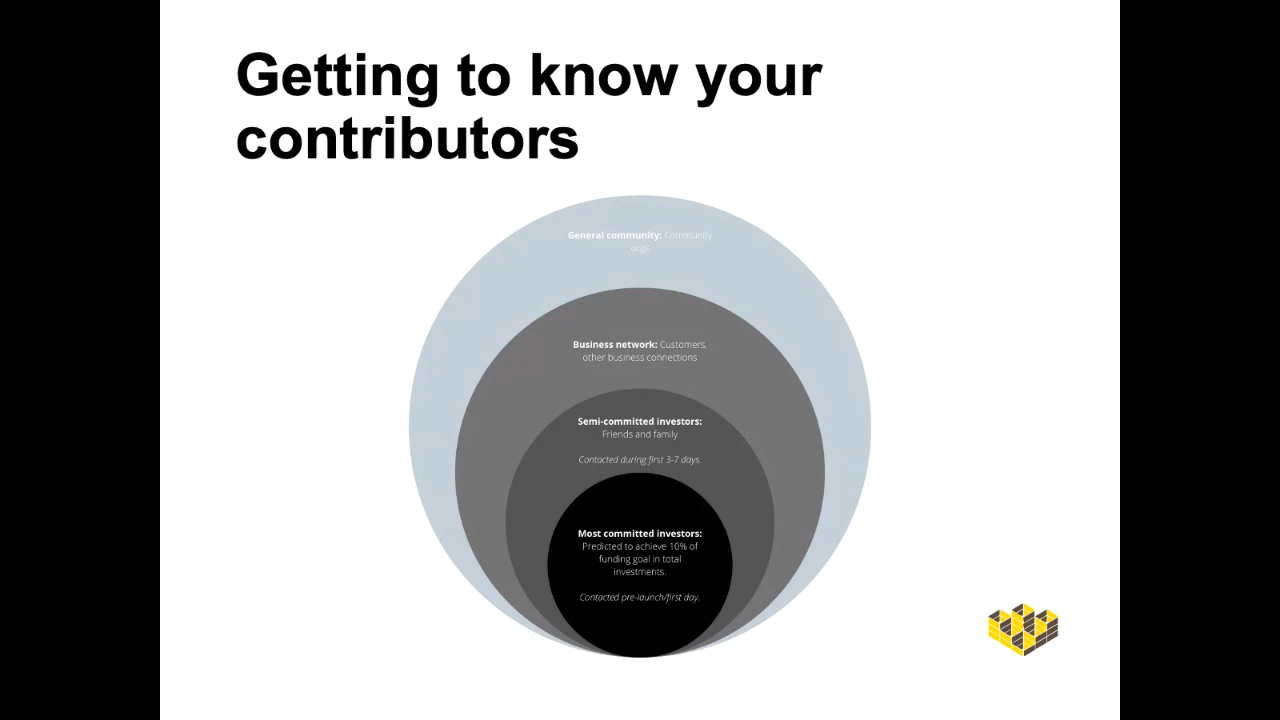 Getting to know your
contributors
General community: Community
orgs
Business network: Customers,
other business connections
Semi-committed investors:
Friends and family
Contacted during first 3-7 days.
Most committed investors:
Predicted to achieve 10% of
funding goal in total
investments.
Contacted pre-launch/first day.